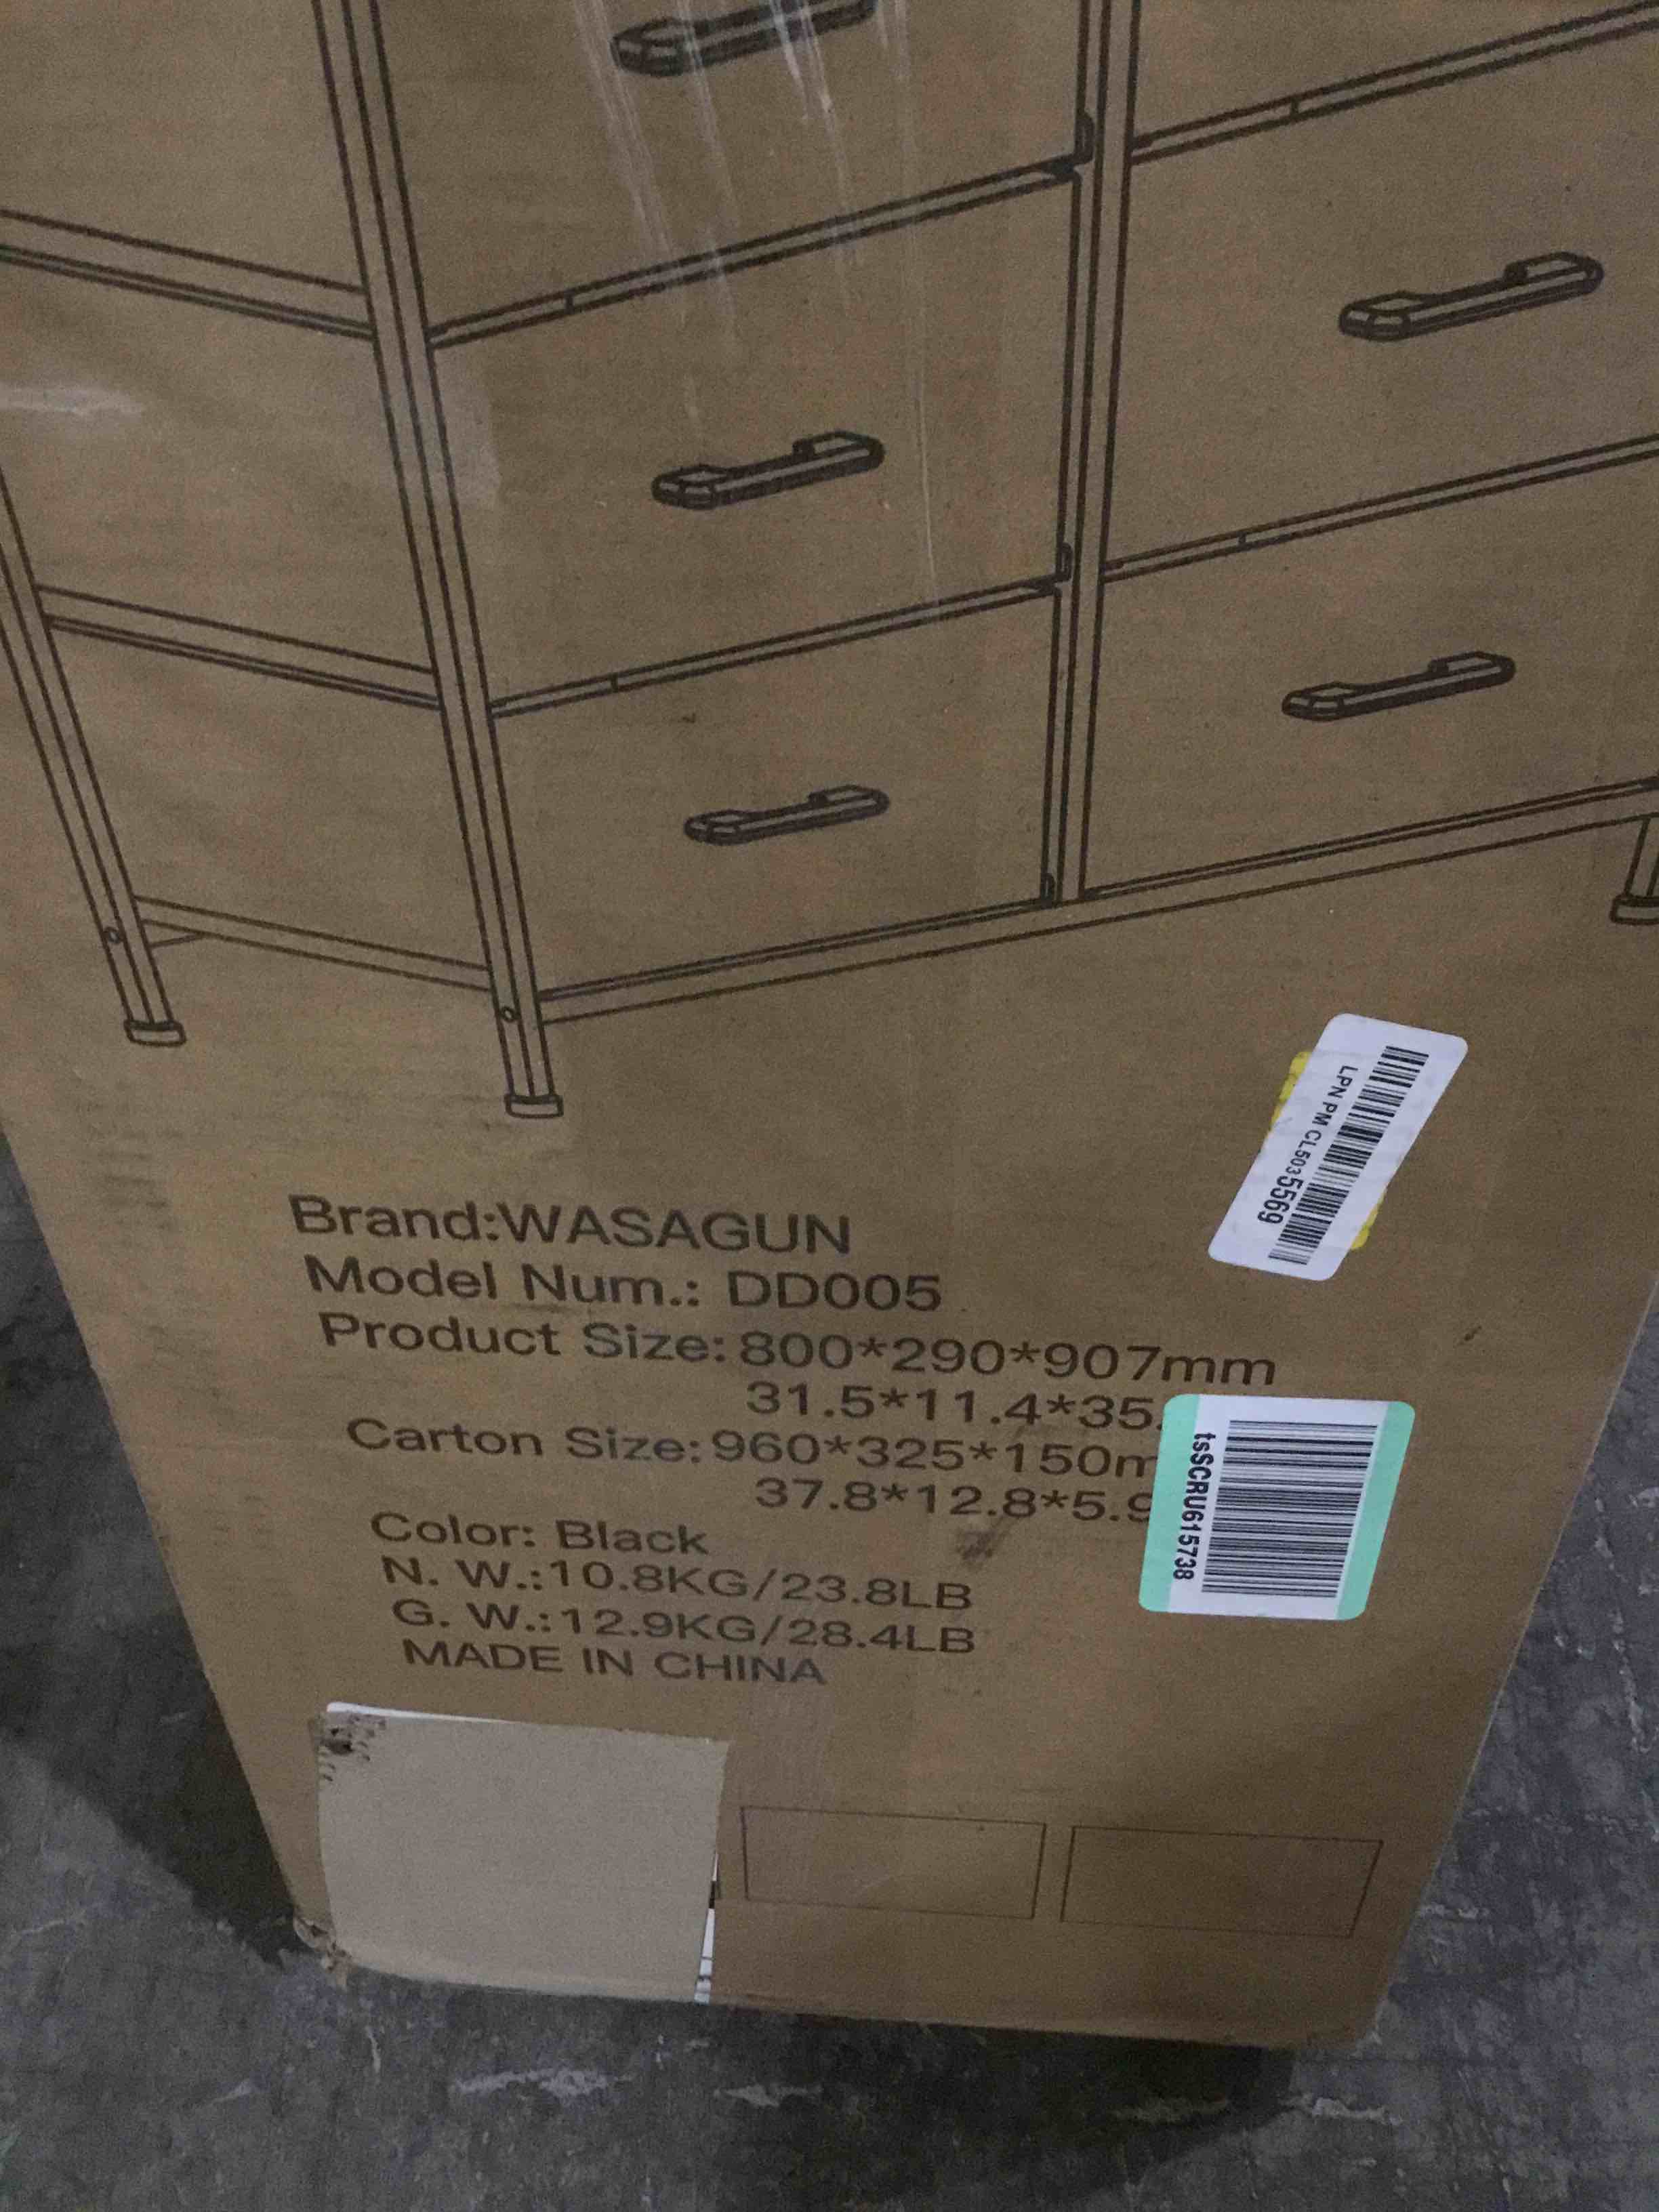 LPN PM CL5035569
Brand:WASAGUN
Model Num.: DD005
Product Size: 800*290*907mm
31.5*11.4*35.
Carton Size: 960*325*150m
37.8*12.8*5.9
tsSCRU615738
Color: Black
N. W.:10.8KG/23.8LB
G. W.:12.9KG/28.4LB
MADE IN CHINA